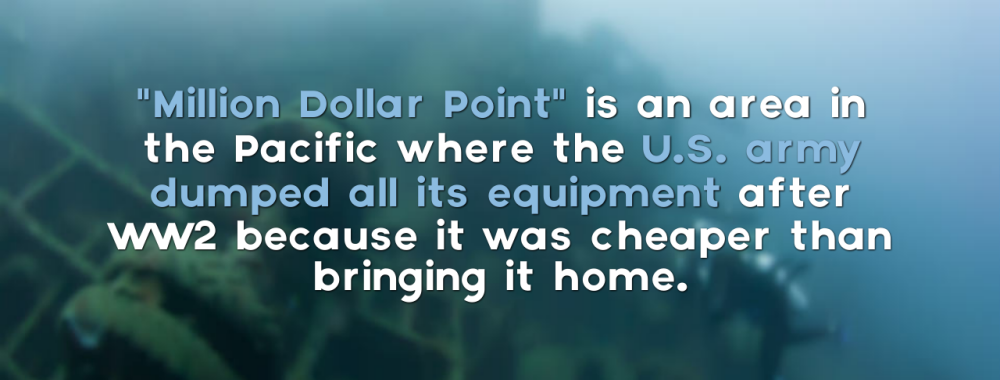 "Million Dollar Point" is an area in
the Pacific where the U.S. army
dumped all its equipment after
WW2 because it was cheaper than
bringing it home.